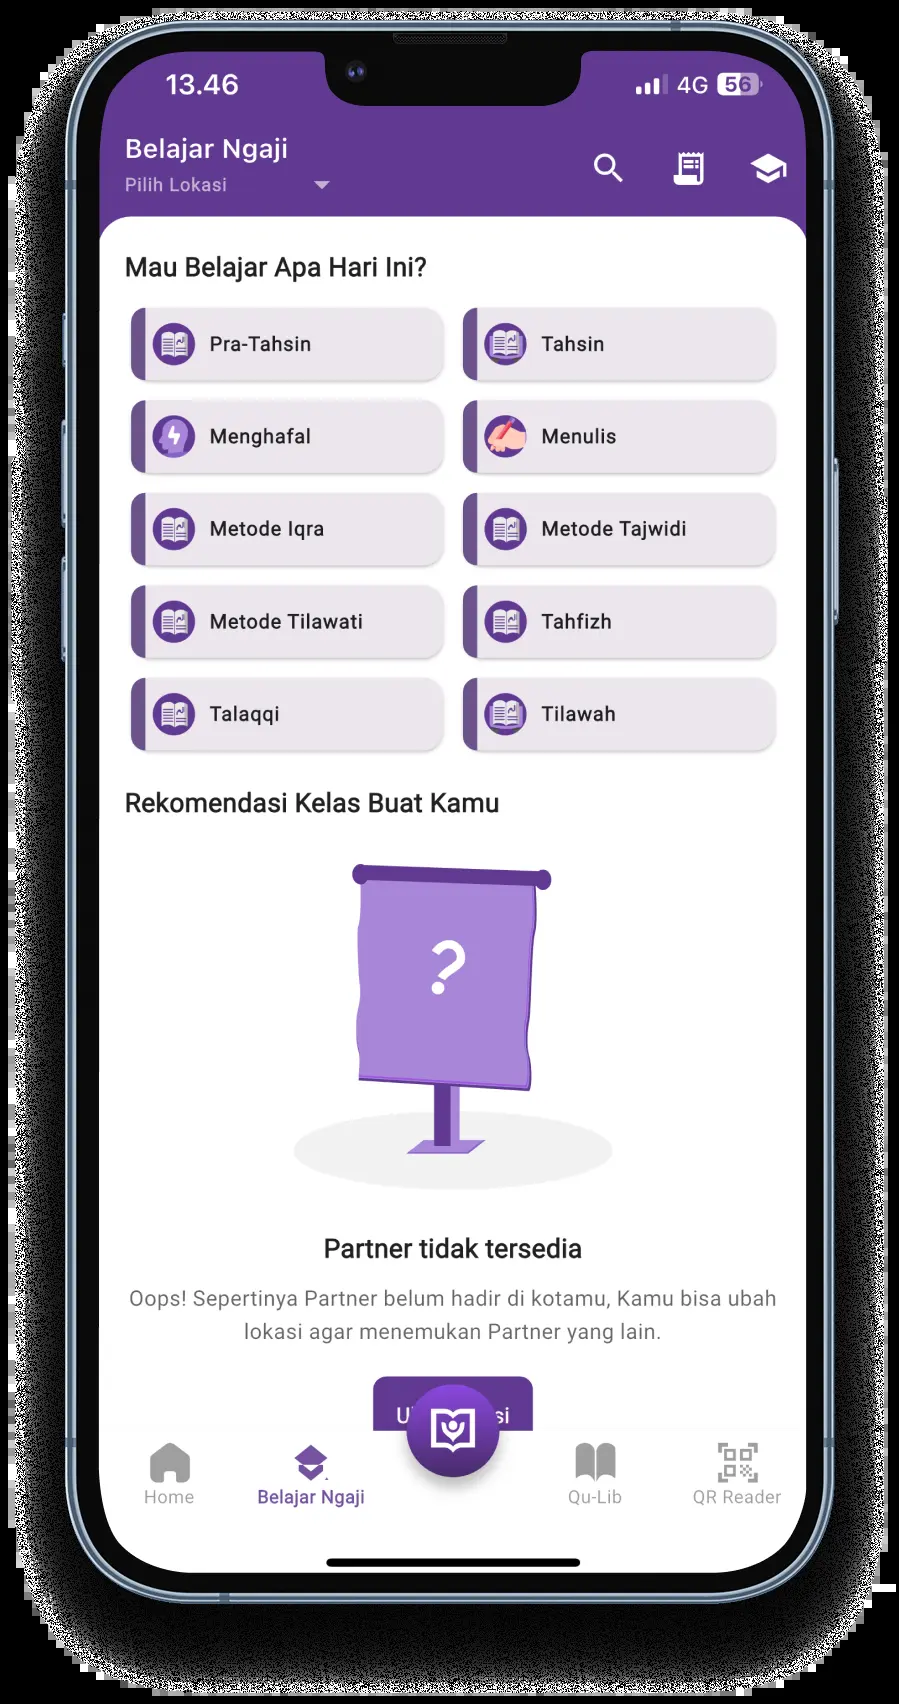 13.46
4G 56
Belajar Ngaji
Pilih Lokasi
Mau Belajar Apa Hari Ini?
Pra-Tahsin
Tahsin
Menghafal
Menulis
Metode Iqra
Metode Tajwidi
Metode Tilawati
Tahfizh
Talaqqi
Tilawah
Rekomendasi Kelas Buat Kamu
?
Partner tidak tersedia
Oops! Sepertinya Partner belum hadir di kotamu, Kamu bisa ubah
lokasi agar menemukan Partner yang lain.
Home
Belajar Ngaji
Qu-Lib
QR Reader